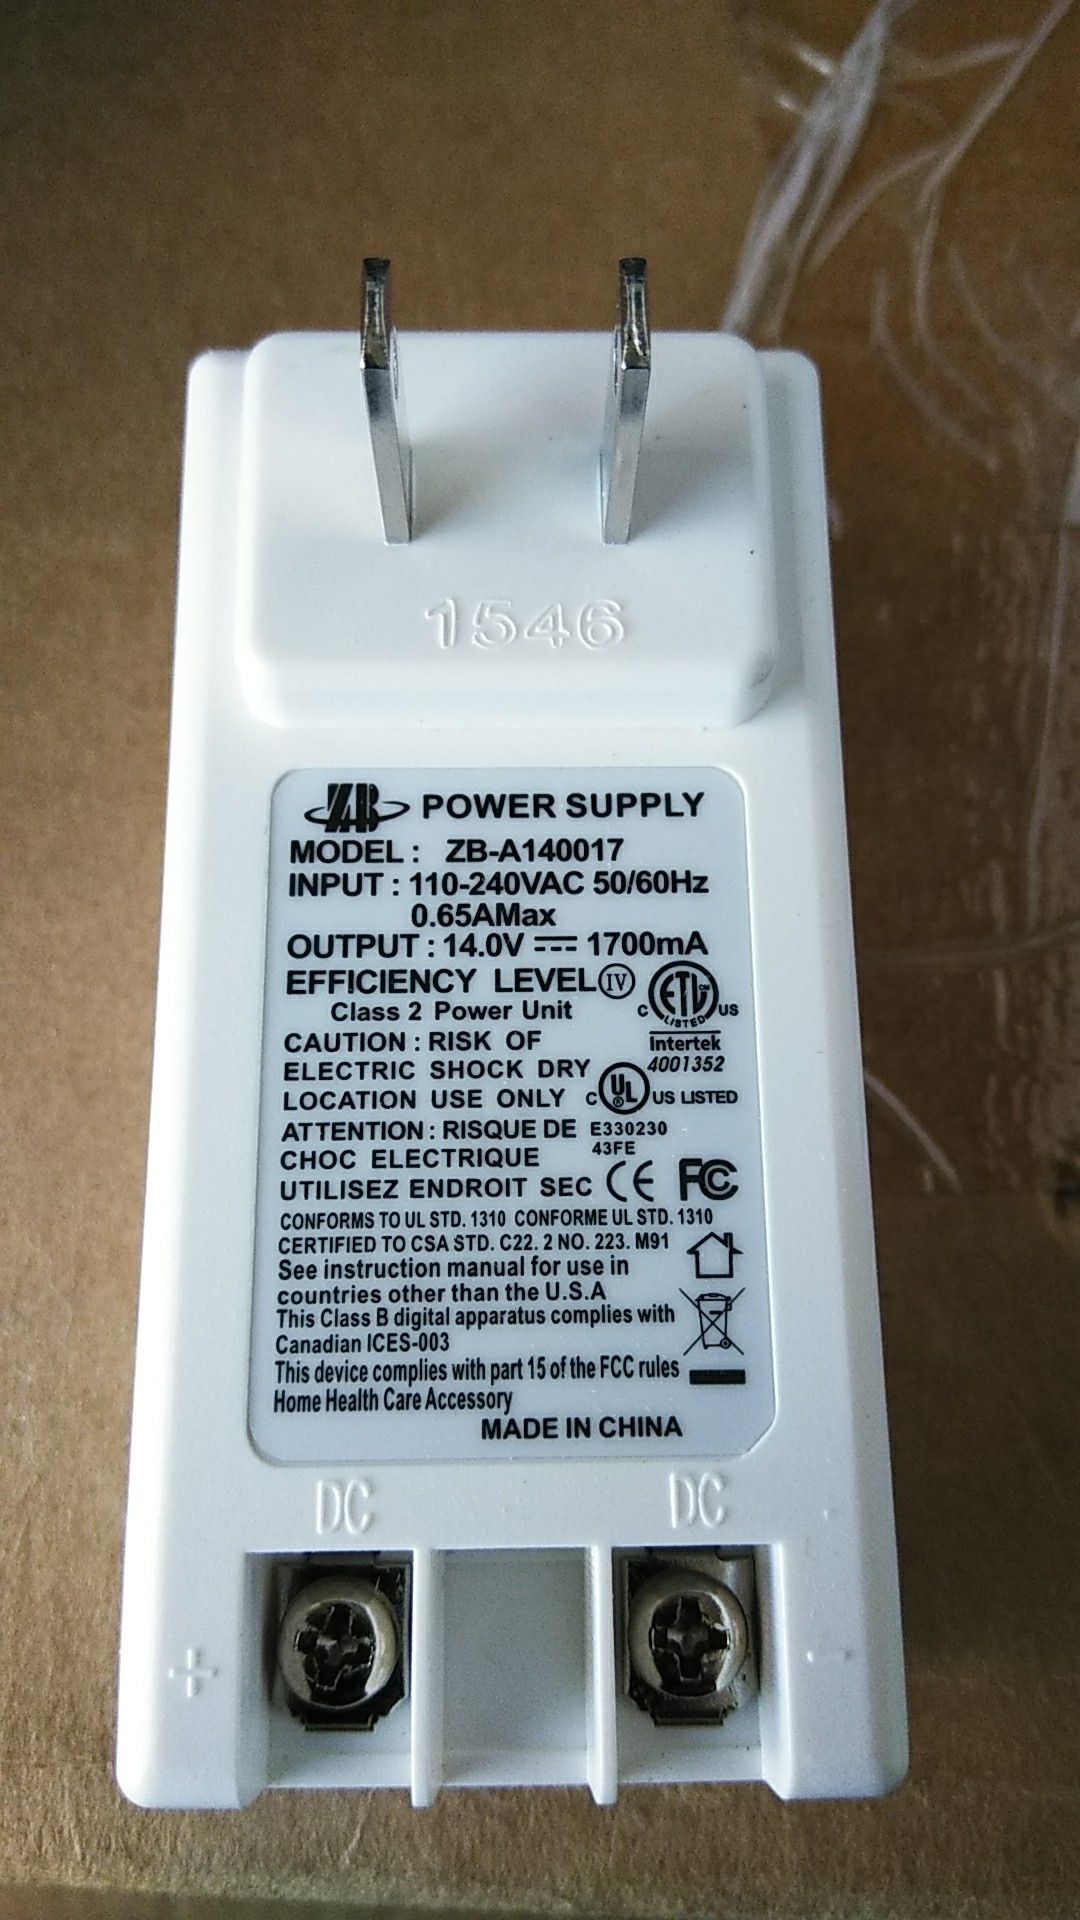 1546
ZAB POWER SUPPLY
MODEL : ZB-A140017
INPUT : 110-240VAC 50/60Hz
0.65AMax
OUTPUT : 14.0V 1700mA
EFFICIENCY LEVEL IV
Class 2 Power Unit
C ETL CM US
LISTED
Intertek
4001352
CAUTION : RISK OF
ELECTRIC SHOCK DRY
LOCATION USE ONLY
C UL ® US LISTED
E330230
43FE
ATTENTION : RISQUE DE
CHOC ELECTRIQUE
UTILISEZ ENDROIT SEC CE FCC
CONFORMS TO UL STD. 1310 CONFORME UL STD. 1310
CERTIFIED TO CSA STD. C22. 2 NO. 223. M91
See instruction manual for use in
countries other than the U.S.A
This Class B digital apparatus complies with
Canadian ICES-003
This device complies with part 15 of the FCC rules
Home Health Care Accessory
MADE IN CHINA
DC DC
+ -